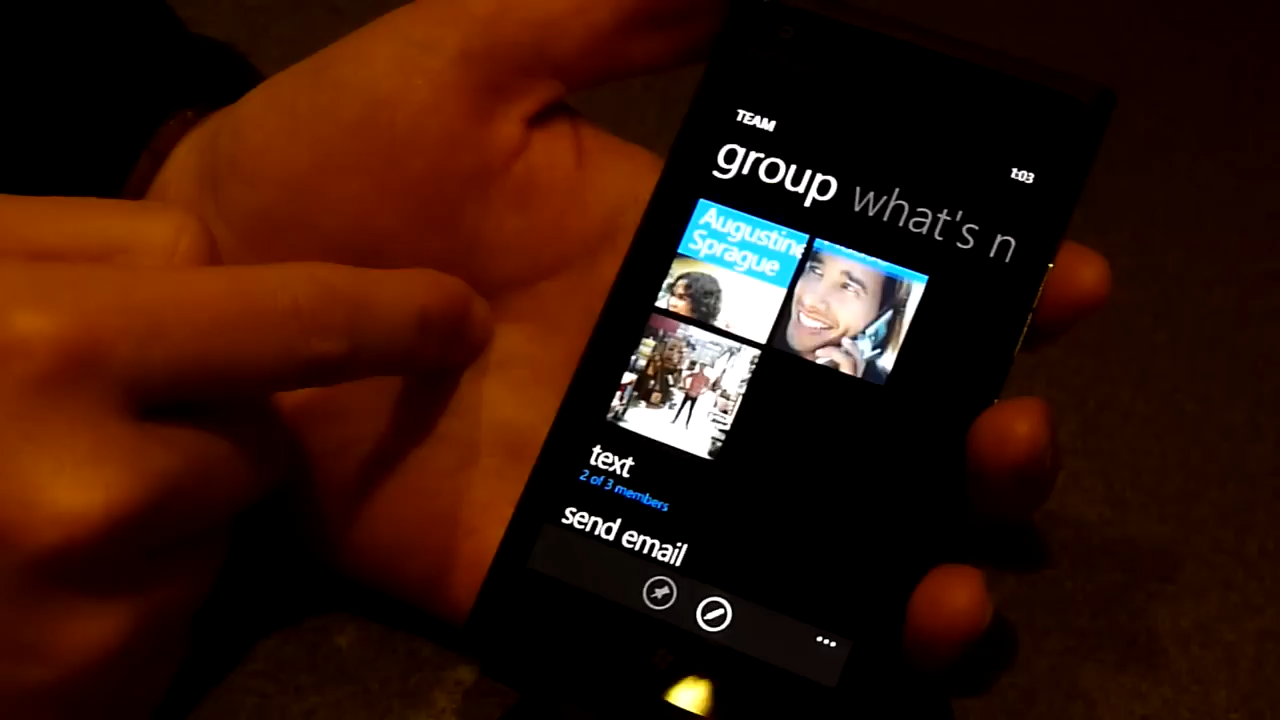 TEAM
1:03
group what's n
Augustine
Sprague
text
2 of 3 members
send email